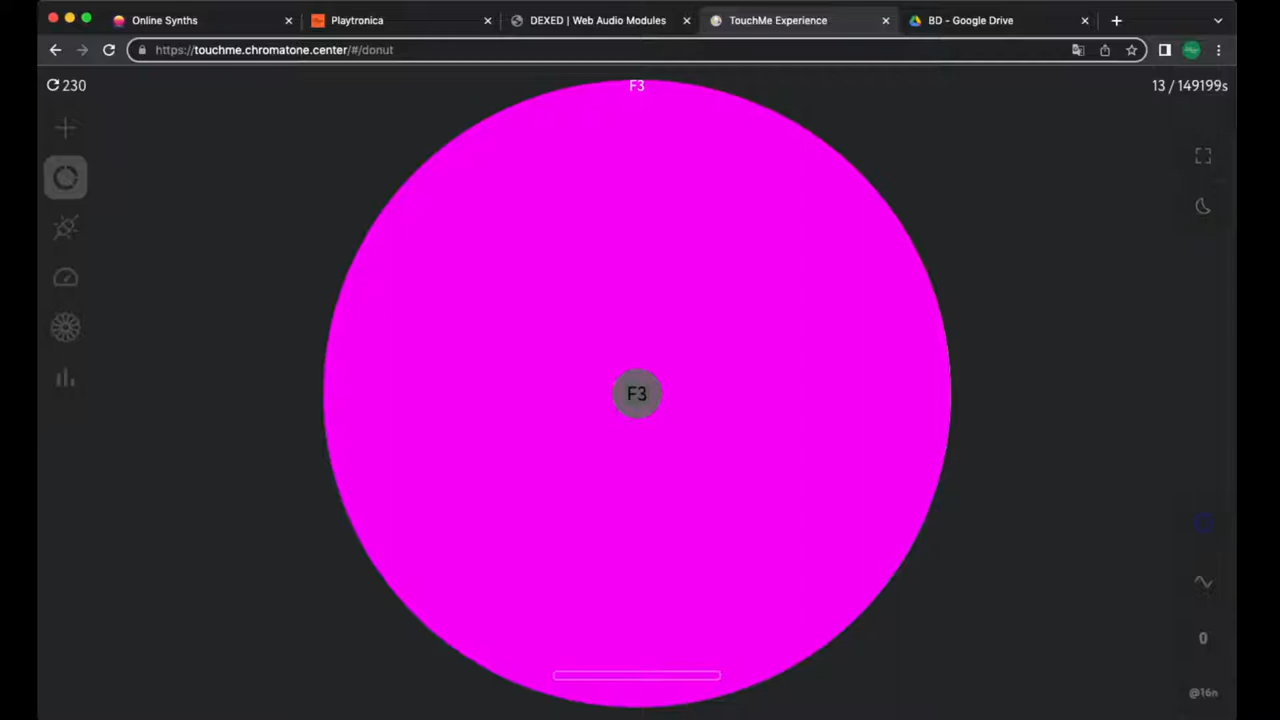 Online Synths
Playtronica
DEXED | Web Audio Modules
TouchMe Experience
BD - Google Drive
https://touchme.chromatone.center/#/donut
230
F3
13 / 149199s
F3
0
@16n